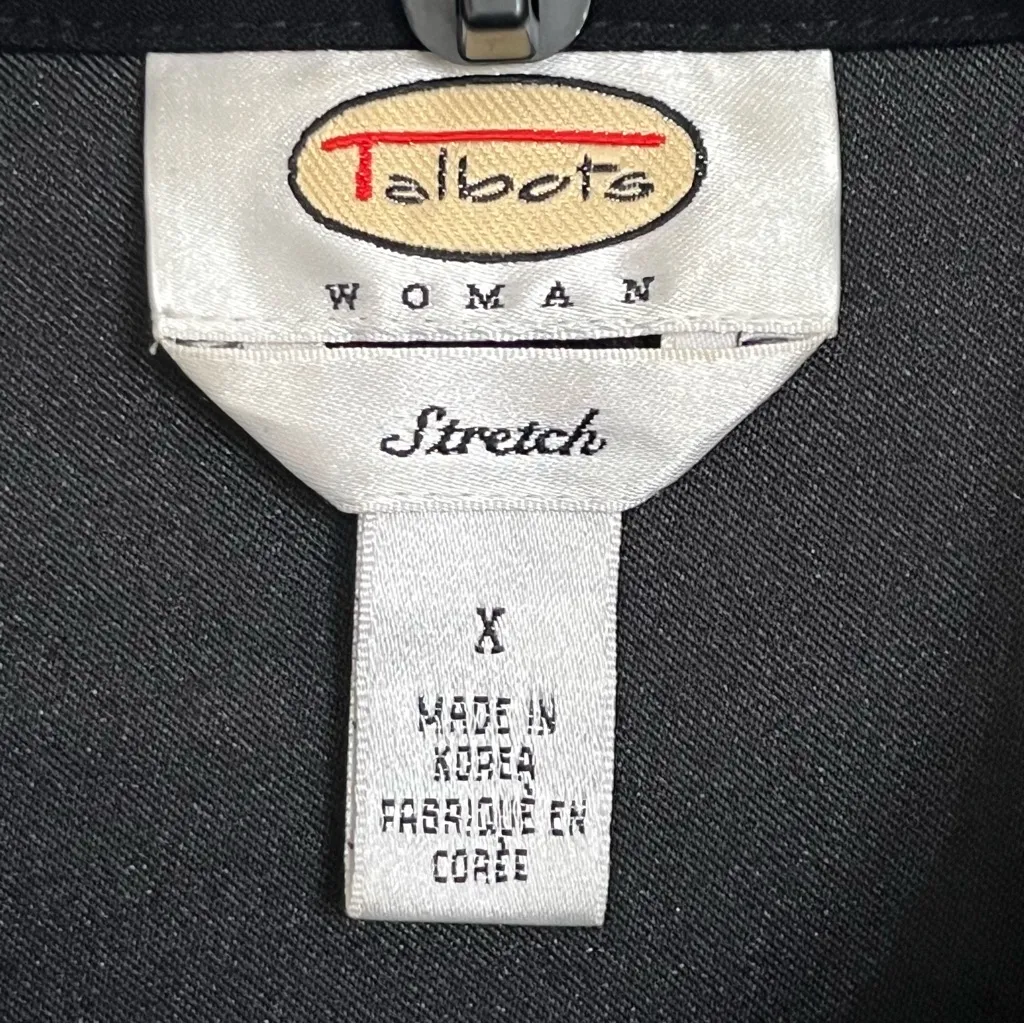 Talbots
WOMAN
Stretch
X
MADE IN
KOREA
FABRIQUÉ EN
CORÉE